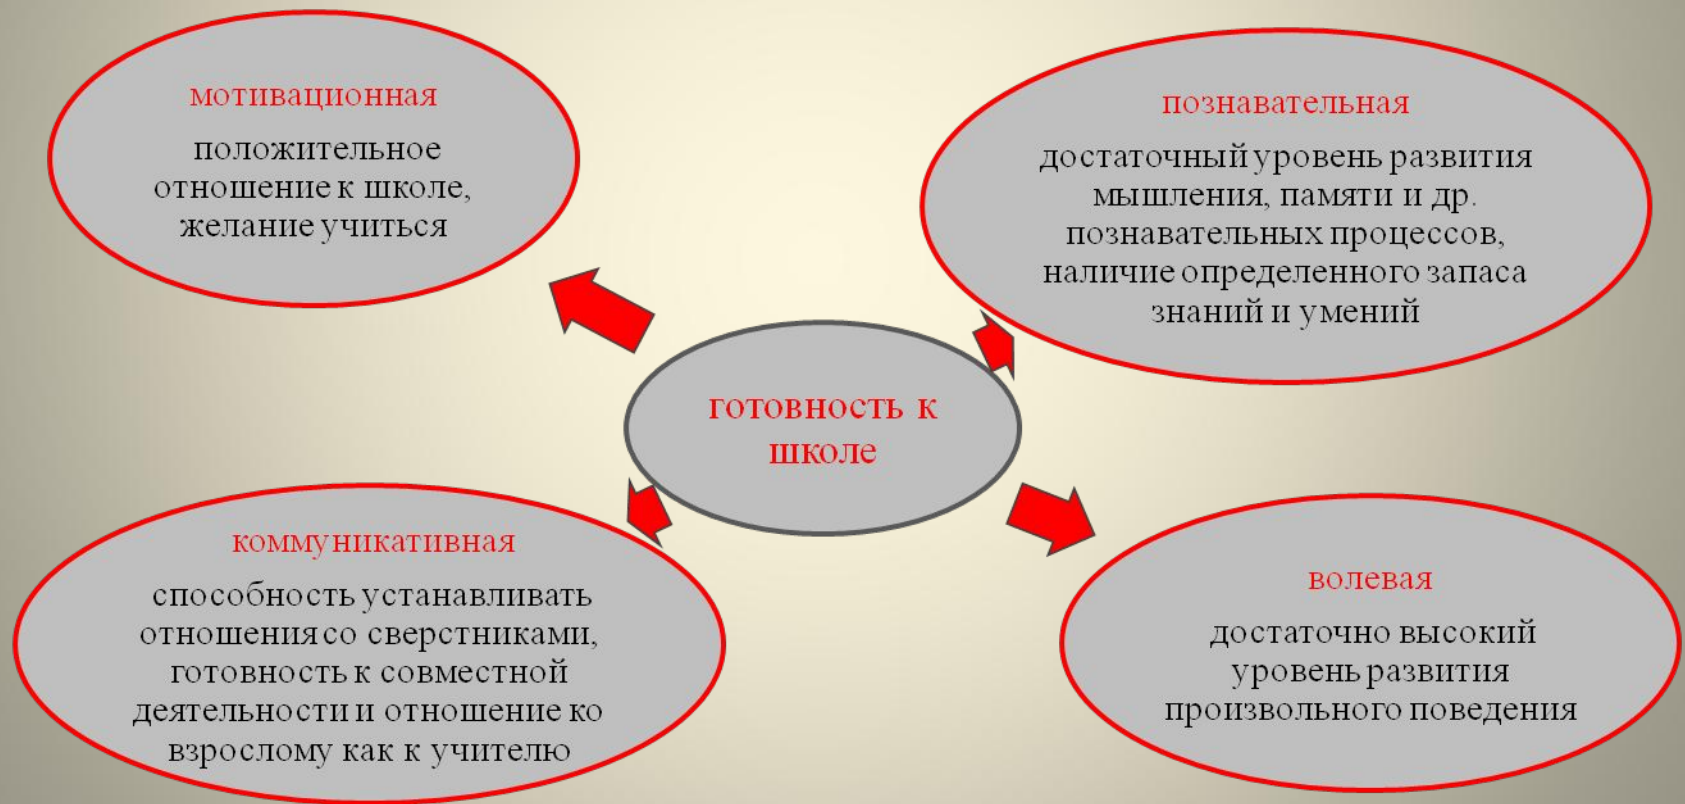 мотивационная
положительное
отношение к школе,
желание учиться
познавательная
достаточный уровень развития
мышления, памяти и др.
познавательных процессов,
наличие определенного запаса
знаний и умений
готовность к
школе
коммуникативная
способность устанавливать
отношения со сверстниками,
готовность к совместной
деятельности и отношение ко
взрослому как к учителю
волевая
достаточно высокий
уровень развития
произвольного поведения